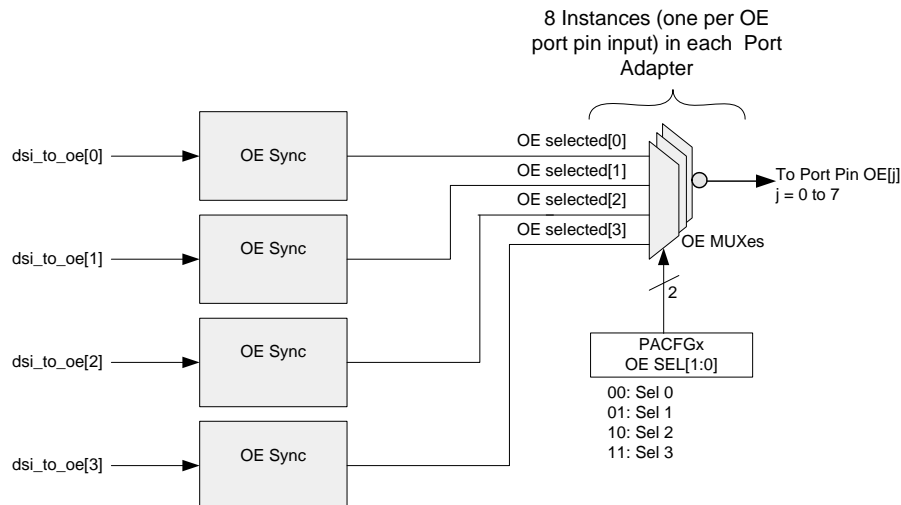 8 Instances (one per OE
port pin input) in each Port
Adapter
dsi_to_oe[0]
OE Sync
OE selected[0]
OE selected[1]
OE selected[2]
OE selected[3]
To Port Pin OE[j]
j = 0 to 7
OE MUXes
dsi_to_oe[1]
OE Sync
2
dsi_to_oe[2]
OE Sync
PACFGx
OE SEL[1:0]
00: Sel 0
01: Sel 1
10: Sel 2
11: Sel 3
dsi_to_oe[3]
OE Sync